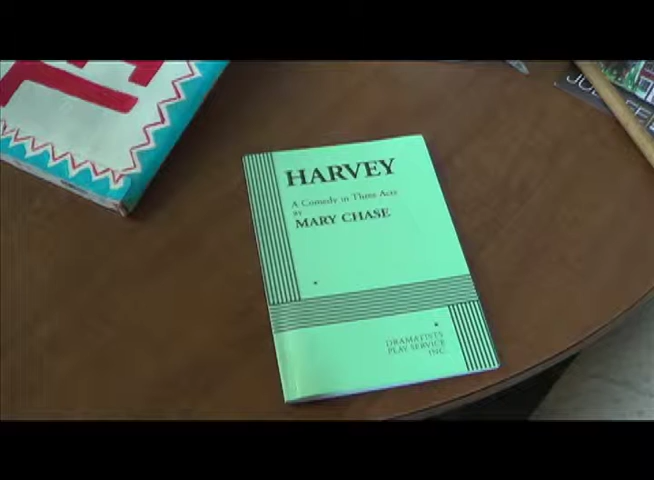 HARVEY
A Comedy in Three Acts
BY
MARY CHASE
DRAMATISTS
PLAY SERVICE
INC.